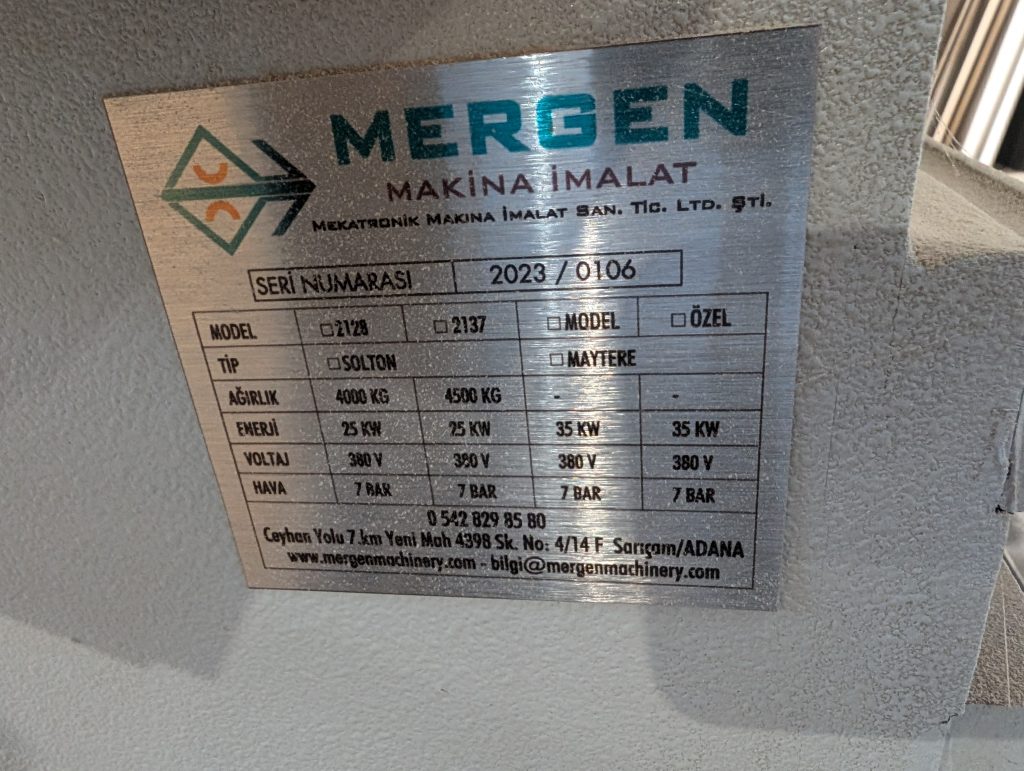 MERGEN
MAKİNA İMALAT
MEKATRONİK MAKINA İMALAT SAN. TİC. LTD. ŞTİ.
SERİ NUMARASI 2023 / 0106
MODEL □2128 □2137 □MODEL □ÖZEL
TİP □SOLTON □MAYTERE
AĞIRLIK 4000 KG 4500 KG - -
ENERJİ 25 KW 25 KW 35 KW 35 KW
VOLTAJ 380 V 380 V 380 V 380 V
HAVA 7 BAR 7 BAR 7 BAR 7 BAR
0 542 829 85 80
Ceyhan Yolu 7.km Yeni Mah 4398 Sk. No: 4/14 F Sarıçam/ADANA
www.mergenmachinery.com - bilgi@mergenmachinery.com